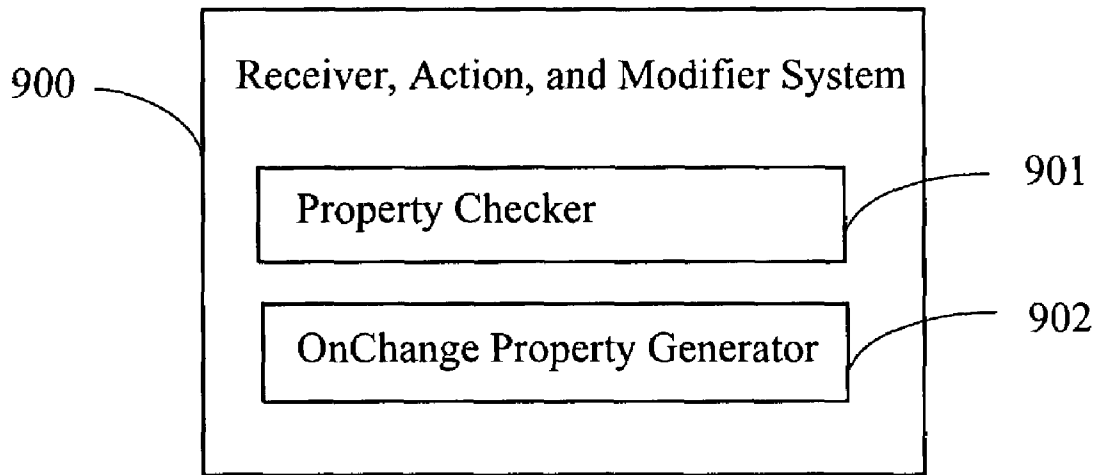 900
Receiver, Action, and Modifier System
Property Checker
901
OnChange Property Generator
902